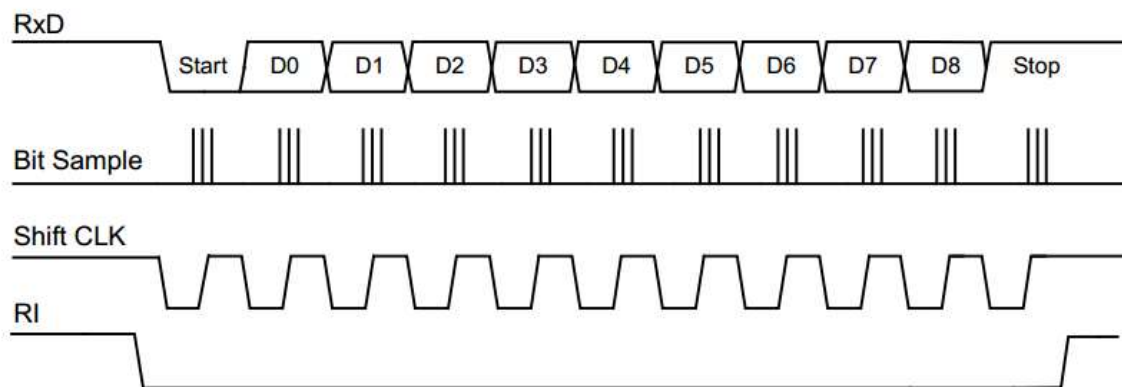 RxD
Start D0 D1 D2 D3 D4 D5 D6 D7 D8 Stop
Bit Sample
Shift CLK
RI